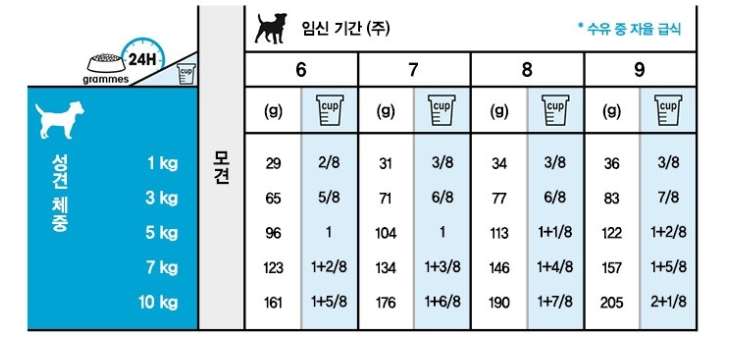 임신 기간 (주) * 수유 중 자율 급식
24H
cup
grammes
6 7 8 9
(g) cup (g) cup (g) cup (g) cup
성견 체중
모견
1 kg 29 2/8 31 3/8 34 3/8 36 3/8
3 kg 65 5/8 71 6/8 77 6/8 83 7/8
5 kg 96 1 104 1 113 1+1/8 122 1+2/8
7 kg 123 1+2/8 134 1+3/8 146 1+4/8 157 1+5/8
10 kg 161 1+5/8 176 1+6/8 190 1+7/8 205 2+1/8